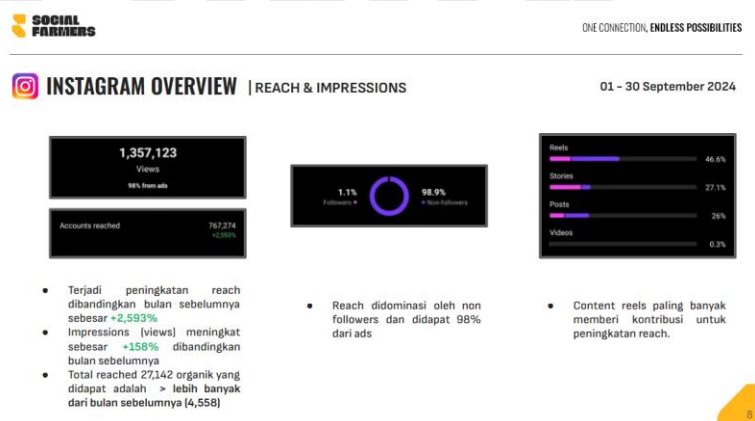 SOCIAL
FARMERS
ONE CONNECTION, ENDLESS POSSIBILITIES
INSTAGRAM OVERVIEW | REACH & IMPRESSIONS
01 - 30 September 2024
1,357,123
Views
98% from ads
Accounts reached 767,274
+2,593%
● Terjadi peningkatan reach
dibandingkan bulan sebelumnya
sebesar +2,593%
● Impressions (views) meningkat
sebesar +158% dibandingkan
bulan sebelumnya
● Total reached 27,142 organik yang
didapat adalah > lebih banyak
dari bulan sebelumnya (4,558)
1.1%
Followers
98.9%
Non-followers
● Reach didominasi oleh non
followers dan didapat 98%
dari ads
Reels
46.6%
Stories
27.1%
Posts
26%
Videos
0.3%
● Content reels paling banyak
memberi kontribusi untuk
peningkatan reach.
8